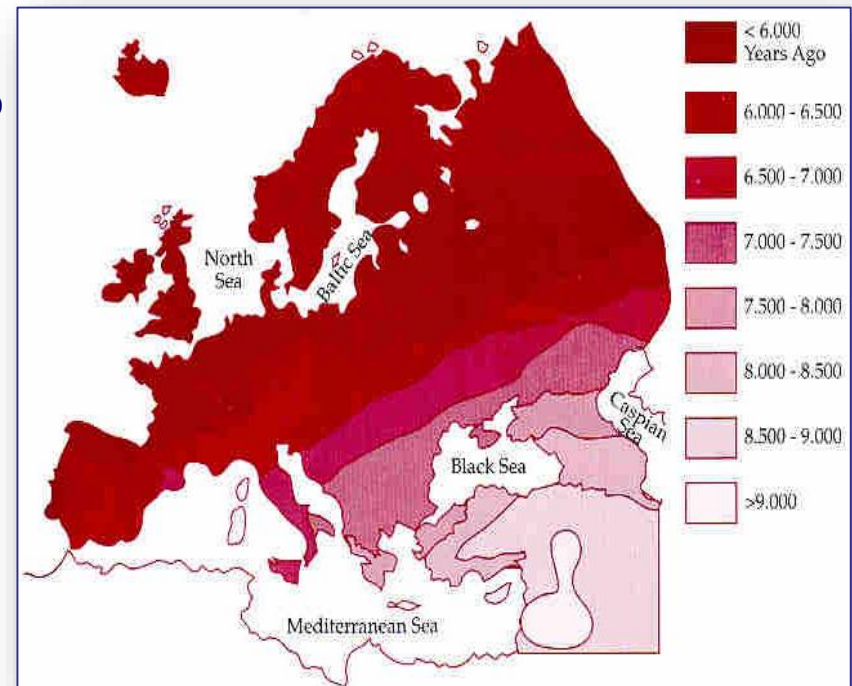 < 6.000
Years Ago
6.000 - 6.500
6.500 - 7.000
7.000 - 7.500
7.500 - 8.000
8.000 - 8.500
8.500 - 9.000
>9.000
North
Sea
Baltic Sea
Caspian
Sea
Black Sea
Mediterranean Sea